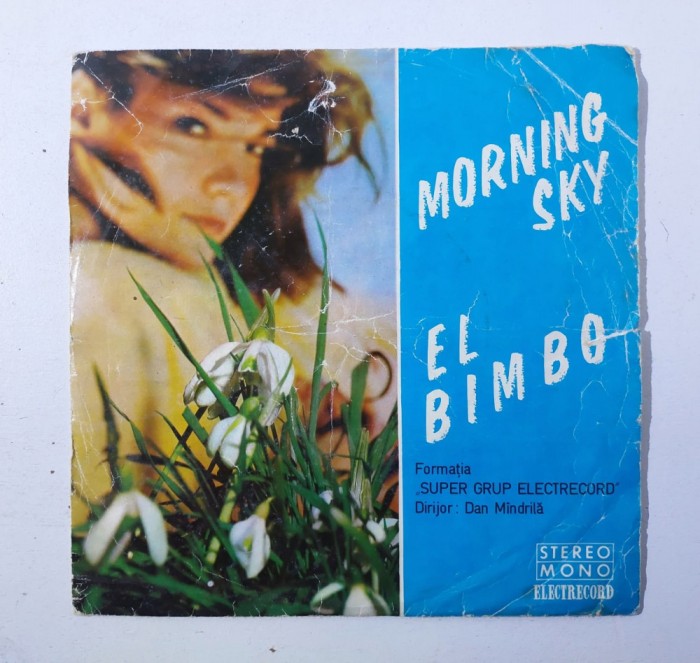 MORNING
SKY
EL
BIMBO
Formația
„SUPER GRUP ELECTRECORD”
Dirijor: Dan Mîndrilă
STEREO
MONO
ELECTRECORD